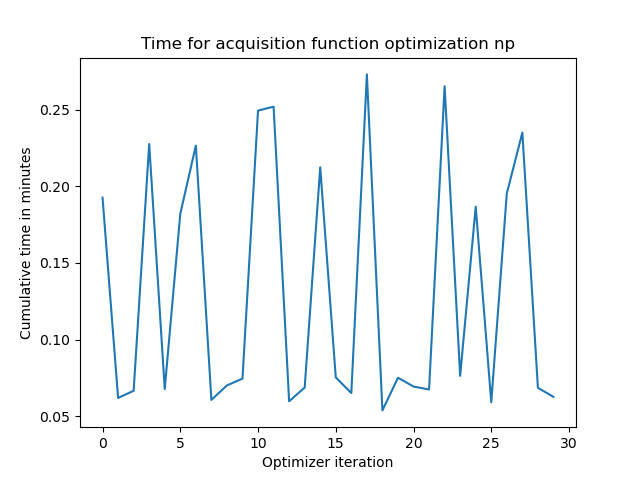 Time for acquisition function optimization np
Cumulative time in minutes
0.25
0.20
0.15
0.10
0.05
0 5 10 15 20 25 30
Optimizer iteration